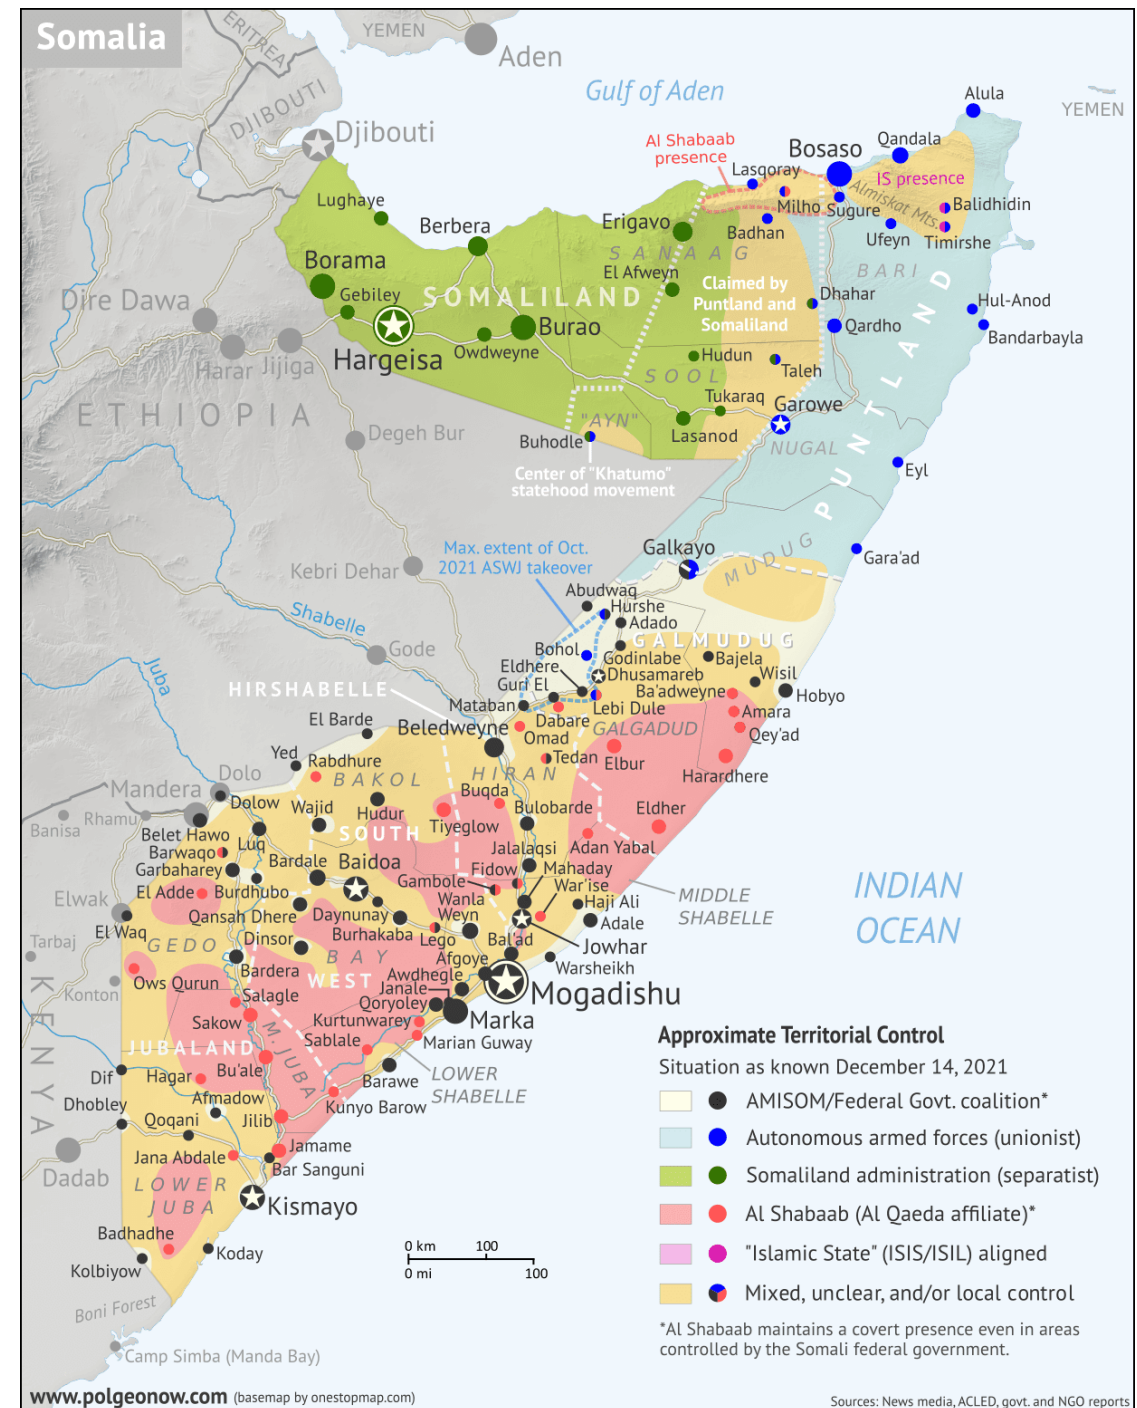 Somalia
ERITREA
YEMEN
Aden
Gulf of Aden
DJIBOUTI
Djibouti
YEMEN
Alula
Qandala
Bosaso
Al Shabaab
presence
Lasqoray
IS presence
Almiskat Mts.
Milho
Sugure
Balidhidin
Ufeyn
Timirshe
Badhan
Lughaye
Berbera
Erigavo
SANAAG
El Afweyn
BARI
Borama
Gebiley
SOMALILAND
Claimed by
Puntland and
Somaliland
Dhahar
Hul-Anod
Qardho
Bandarbayla
Dire Dawa
Harar
Jijiga
Hargeisa
Owdweyne
Burao
Hudun
Taleh
SOOL
Tukaraq
Garowe
PUNTLAND
ETHIOPIA
Degeh Bur
"AYN"
Buhodle
Lasanod
NUGAL
Center of "Khatumo"
statehood movement
Eyl
Max. extent of Oct.
2021 ASWJ takeover
Galkayo
MUDUG
Gara'ad
Kebri Dehar
Abudwaq
Hurshe
Adado
Shabelle
GALMUDUG
Gode
Bohol
Godinlabe
Bajela
Eldhere
Dhusamareb
Wisil
Juba
HIRSHABELLE
Guri El
Ba'adweyne
Hobyo
Mataban
Lebi Dule
Amara
El Barde
Beledweyne
Dabare
GALGADUD
Qey'ad
Omad
Yed
Rabdhure
Tedan
Elbur
Harardhere
Dolo
BAKOL
HIRAN
Mandera
Dolow
Wajid
Hudur
Buqda
Bulobarde
Eldher
Banisa
Rhamu
Belet Hawo
SOUTH
Tiyeglow
Luq
Jalalaqsi
Adan Yabal
Barwaqo
Bardale
Baidoa
Garbaharey
Fidow
Mahaday
Gambole
War'ise
Elwak
El Adde
Burdhubo
Wanla
Weyn
Haji Ali
MIDDLE
SHABELLE
INDIAN
OCEAN
Qansah Dhere
Daynunay
Adale
El Waq
Burhakaba
Lego
Bal'ad
Jowhar
Tarbaj
GEDO
Dinsor
BAY
Afgoye
Warsheikh
Bardera
Awdhegle
Ows Qurun
WEST
Janale
Mogadishu
Konton
Salagle
Qoryoley
KENYA
Sakow
Kurtunwarey
Marka
Sablale
Marian Guway
JUBALAND
M. JUBA
Bu'ale
LOWER
SHABELLE
Dif
Hagar
Barawe
Dhobley
Afmadow
Kunyo Barow
Qoqani
Jilib
Jamame
Jana Abdale
Bar Sanguni
Dadab
LOWER
JUBA
Kismayo
Badhadhe
Koday
Kolbiyow
Boni Forest
Camp Simba (Manda Bay)
0 km 100
0 mi 100
Approximate Territorial Control
Situation as known December 14, 2021
AMISOM/Federal Govt. coalition*
Autonomous armed forces (unionist)
Somaliland administration (separatist)
Al Shabaab (Al Qaeda affiliate)*
"Islamic State" (ISIS/ISIL) aligned
Mixed, unclear, and/or local control
*Al Shabaab maintains a covert presence even in areas
controlled by the Somali federal government.
www.polgeonow.com (basemap by onestopmap.com)
Sources: News media, ACLED, govt. and NGO reports